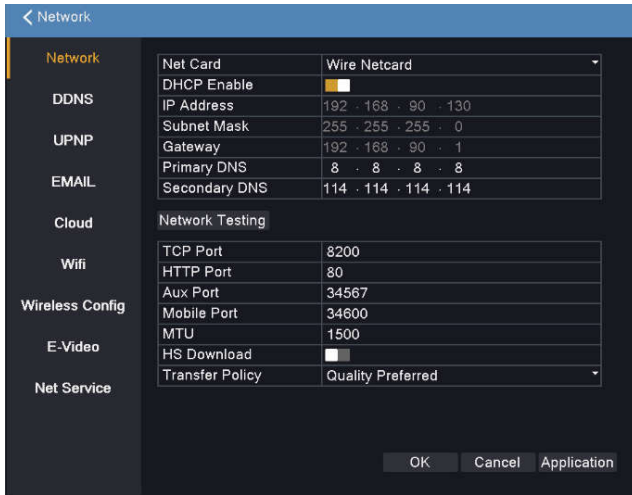 Network
Network
DDNS
UPNP
EMAIL
Cloud
Wifi
Wireless Config
E-Video
Net Service
Net Card Wire Netcard
DHCP Enable
IP Address 192 . 168 . 90 . 130
Subnet Mask 255 . 255 . 255 . 0
Gateway 192 . 168 . 90 . 1
Primary DNS 8 . 8 . 8 . 8
Secondary DNS 114 . 114 . 114 . 114
Network Testing
TCP Port 8200
HTTP Port 80
Aux Port 34567
Mobile Port 34600
MTU 1500
HS Download
Transfer Policy Quality Preferred
OK Cancel Application